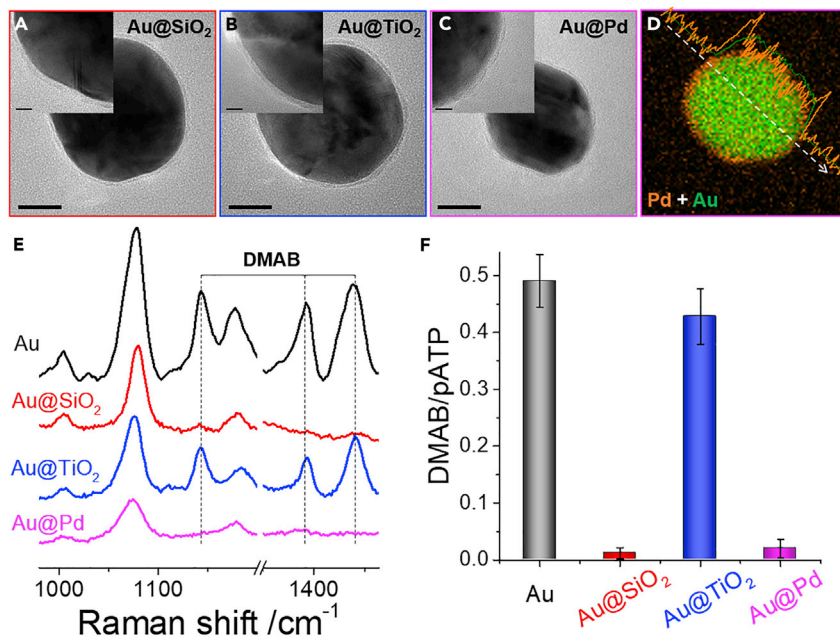 A
Au@SiO₂
B
Au@TiO₂
C
Au@Pd
D
Pd + Au
E
DMAB
Au
Au@SiO₂
Au@TiO₂
Au@Pd
1000
1100
1400
Raman shift /cm⁻¹
F
DMAB/pATP
0.5
0.4
0.3
0.2
0.1
0.0
Au
Au@SiO₂
Au@TiO₂
Au@Pd